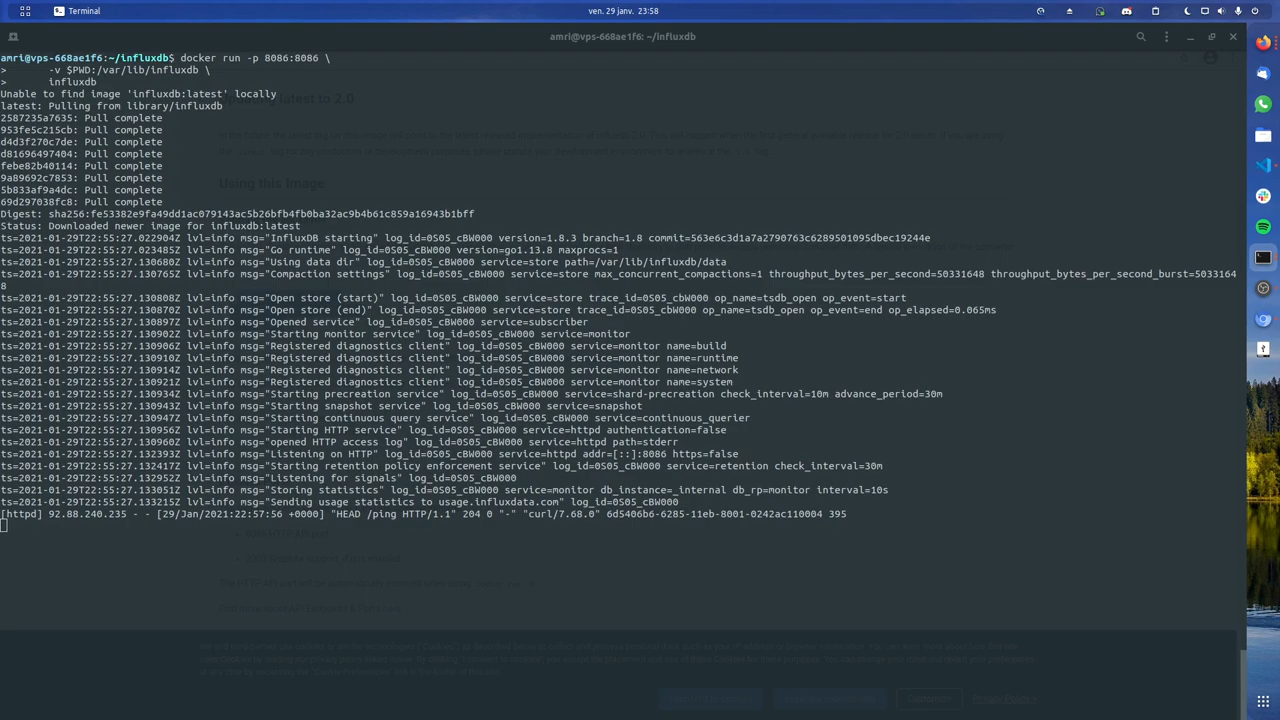 Terminal
ven. 29 janv. 23:58
amri@vps-668ae1f6: ~/influxdb
amri@vps-668ae1f6:~/influxdb$ docker run -p 8086:8086 \
>       -v $PWD:/var/lib/influxdb \
>       influxdb
Unable to find image 'influxdb:latest' locally
latest: Pulling from library/influxdb
2587235a7635: Pull complete
953fe5c215cb: Pull complete
d4d3f270c7de: Pull complete
d81696497404: Pull complete
febe82b40114: Pull complete
9a89692c7853: Pull complete
5b833af9a4dc: Pull complete
69d297038fc8: Pull complete
Digest: sha256:fe53382e9fa49dd1ac079143ac5b26bfb4fb0ba32ac9b4b61c859a16943b1bff
Status: Downloaded newer image for influxdb:latest
ts=2021-01-29T22:55:27.022904Z lvl=info msg="InfluxDB starting" log_id=0S05_cBW000 version=1.8.3 branch=1.8 commit=563e6c3d1a7a2790763c6289501095dbec19244e
ts=2021-01-29T22:55:27.023485Z lvl=info msg="Go runtime" log_id=0S05_cBW000 version=go1.13.8 maxprocs=1
ts=2021-01-29T22:55:27.130680Z lvl=info msg="Using data dir" log_id=0S05_cBW000 service=store path=/var/lib/influxdb/data
ts=2021-01-29T22:55:27.130765Z lvl=info msg="Compaction settings" log_id=0S05_cBW000 service=store max_concurrent_compactions=1 throughput_bytes_per_second=50331648 throughput_bytes_per_second_burst=5033164
8
ts=2021-01-29T22:55:27.130808Z lvl=info msg="Open store (start)" log_id=0S05_cBW000 service=store trace_id=0S05_cBW000 op_name=tsdb_open op_event=start
ts=2021-01-29T22:55:27.130870Z lvl=info msg="Open store (end)" log_id=0S05_cBW000 service=store trace_id=0S05_cBW000 op_name=tsdb_open op_event=end op_elapsed=0.065ms
ts=2021-01-29T22:55:27.130892Z lvl=info msg="Opened service" log_id=0S05_cBW000 service=subscriber
ts=2021-01-29T22:55:27.130902Z lvl=info msg="Starting monitor service" log_id=0S05_cBW000 service=monitor
ts=2021-01-29T22:55:27.130906Z lvl=info msg="Registered diagnostics client" log_id=0S05_cBW000 service=monitor name=build
ts=2021-01-29T22:55:27.130910Z lvl=info msg="Registered diagnostics client" log_id=0S05_cBW000 service=monitor name=runtime
ts=2021-01-29T22:55:27.130914Z lvl=info msg="Registered diagnostics client" log_id=0S05_cBW000 service=monitor name=network
ts=2021-01-29T22:55:27.130921Z lvl=info msg="Registered diagnostics client" log_id=0S05_cBW000 service=monitor name=system
ts=2021-01-29T22:55:27.130934Z lvl=info msg="Starting precreation service" log_id=0S05_cBW000 service=shard-precreation check_interval=10m advance_period=30m
ts=2021-01-29T22:55:27.130943Z lvl=info msg="Starting snapshot service" log_id=0S05_cBW000 service=snapshot
ts=2021-01-29T22:55:27.130947Z lvl=info msg="Starting continuous query service" log_id=0S05_cBW000 service=continuous_querier
ts=2021-01-29T22:55:27.130954Z lvl=info msg="Starting HTTP service" log_id=0S05_cBW000 service=httpd authentication=false
ts=2021-01-29T22:55:27.130960Z lvl=info msg="opened HTTP access log" log_id=0S05_cBW000 service=httpd path=stderr
ts=2021-01-29T22:55:27.132393Z lvl=info msg="Listening on HTTP" log_id=0S05_cBW000 service=httpd addr=[::]:8086 https=false
ts=2021-01-29T22:55:27.132417Z lvl=info msg="Starting retention policy enforcement service" log_id=0S05_cBW000 service=retention check_interval=30m
ts=2021-01-29T22:55:27.132952Z lvl=info msg="Listening for signals" log_id=0S05_cBW000
ts=2021-01-29T22:55:27.133051Z lvl=info msg="Storing statistics" log_id=0S05_cBW000 service=monitor db_instance=_internal db_rp=monitor interval=10s
ts=2021-01-29T22:55:27.133215Z lvl=info msg="Sending usage statistics to usage.influxdata.com" log_id=0S05_cBW000
[httpd] 92.88.240.235 - - [29/Jan/2021:22:57:56 +0000] "HEAD /ping HTTP/1.1" 204 0 "-" "curl/7.68.0" 6d5406b6-6285-11eb-8001-0242ac110004 395
Using this Image